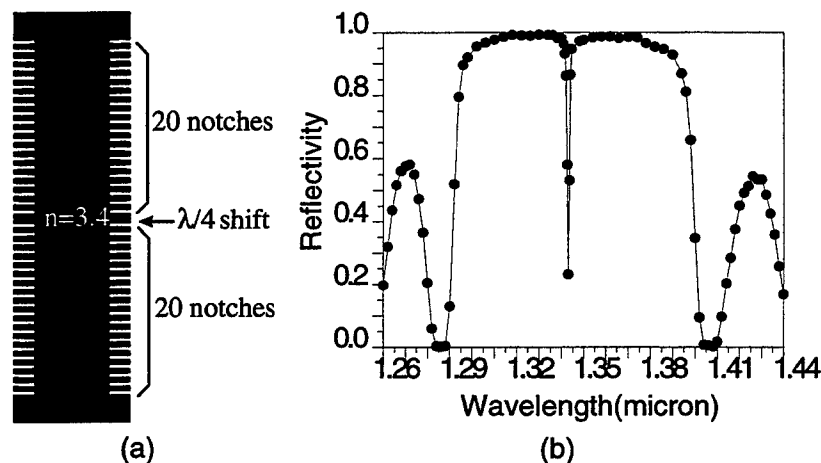 20 notches
n=3.4
λ/4 shift
20 notches
(a)
Reflectivity
1.0
0.8
0.6
0.4
0.2
0.0
1.26 1.29 1.32 1.35 1.38 1.41 1.44
Wavelength(micron)
(b)